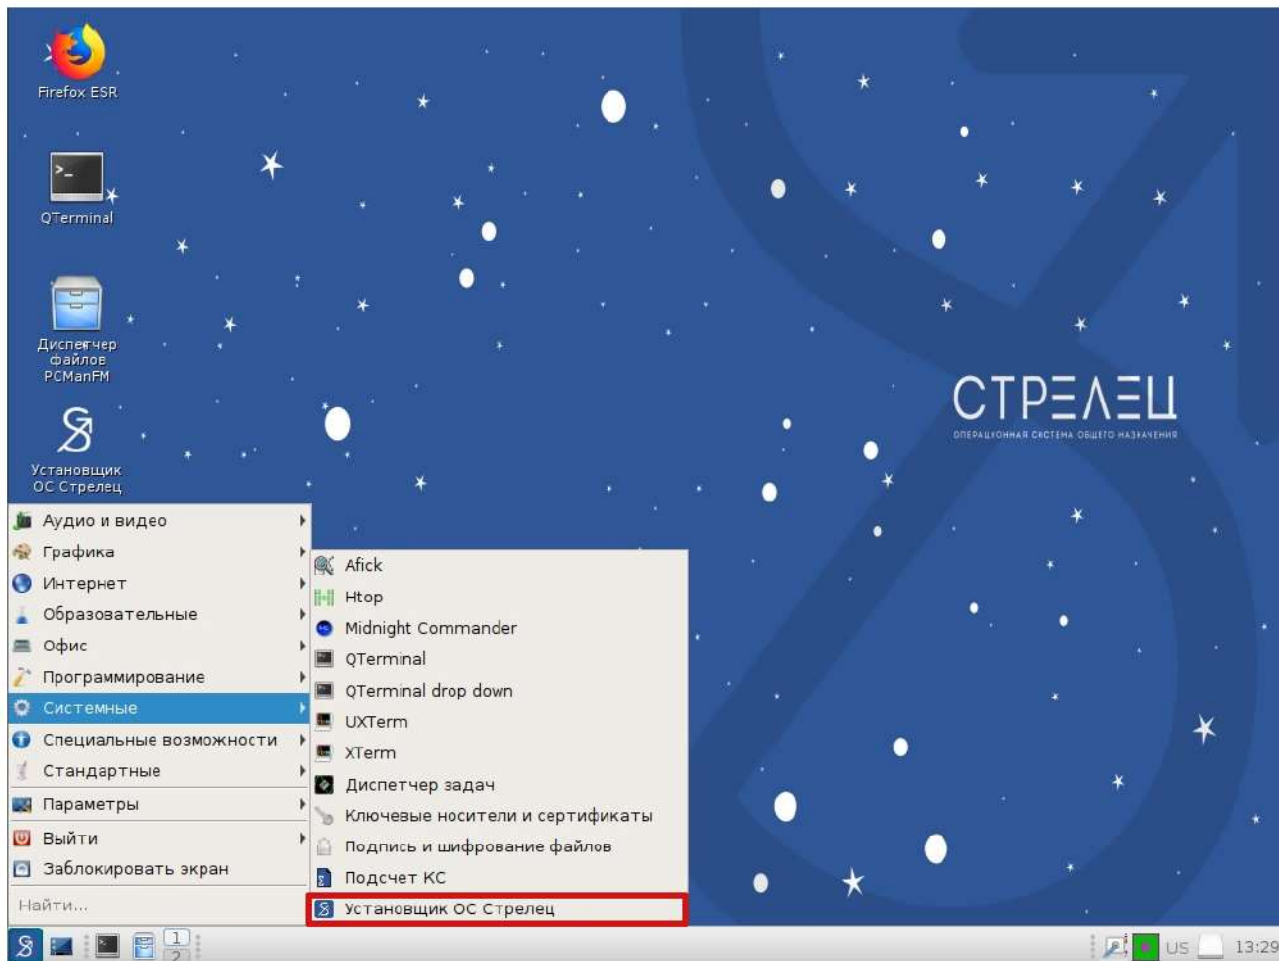 Firefox ESR
QTerminal
Диспетчер
файлов
PCManFM
Установщик
ОС Стрелец
СТРЕЛЕЦ
ОПЕРАЦИОННАЯ СИСТЕМА ОБЩЕГО НАЗНАЧЕНИЯ
Аудио и видео
Графика
Интернет
Образовательные
Офис
Программирование
Системные
Специальные возможности
Стандартные
Параметры
Выйти
Заблокировать экран
Найти...
Afick
Htop
Midnight Commander
QTerminal
QTerminal drop down
UXTerm
XTerm
Диспетчер задач
Ключевые носители и сертификаты
Подпись и шифрование файлов
Подсчет КС
Установщик ОС Стрелец
1
2
US
13:29